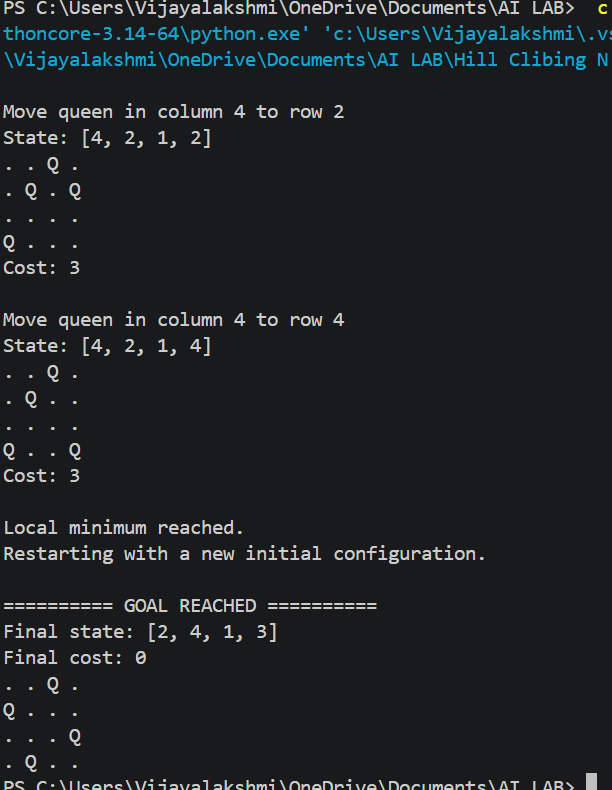 PS C:\Users\Vijayalakshmi\OneDrive\Documents\AI LAB>  c
thoncore-3.14-64\python.exe' 'c:\Users\Vijayalakshmi\.vs
\Vijayalakshmi\OneDrive\Documents\AI LAB\Hill Clibing N
Move queen in column 4 to row 2
State: [4, 2, 1, 2]
. . Q .
. Q . Q
. . . .
Q . . .
Cost: 3
Move queen in column 4 to row 4
State: [4, 2, 1, 4]
. . Q .
. Q . .
. . . .
Q . . Q
Cost: 3
Local minimum reached.
Restarting with a new initial configuration.
========== GOAL REACHED ==========
Final state: [2, 4, 1, 3]
Final cost: 0
. . Q .
Q . . .
. . . Q
. Q . .
PS C:\Users\Vijayalakshmi\OneDrive\Documents\AI LAB>